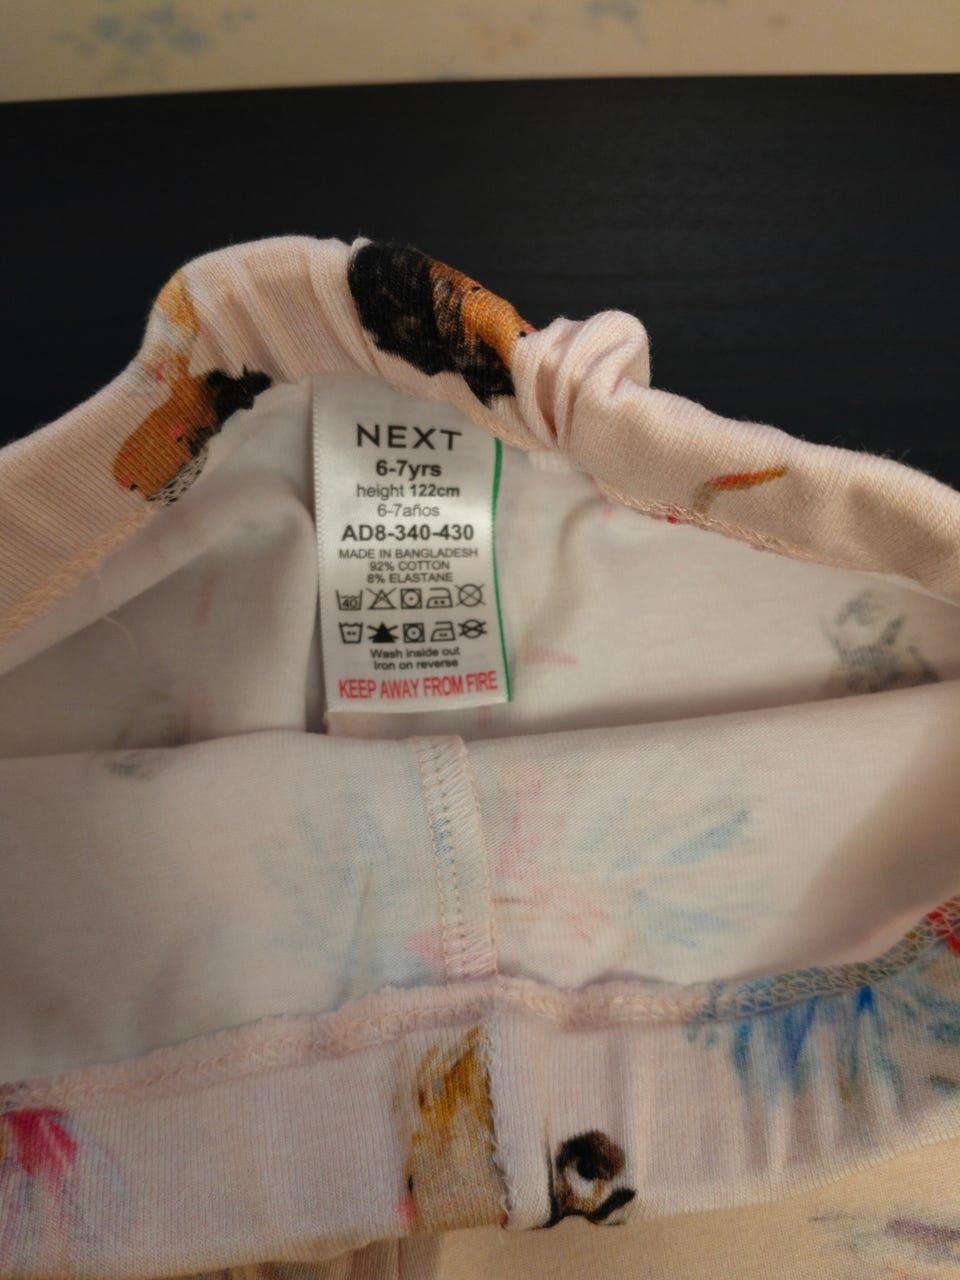 NEXT
6-7yrs
height 122cm
6-7años
AD8-340-430
MADE IN BANGLADESH
92% COTTON
8% ELASTANE
40
Wash inside out
Iron on reverse
KEEP AWAY FROM FIRE